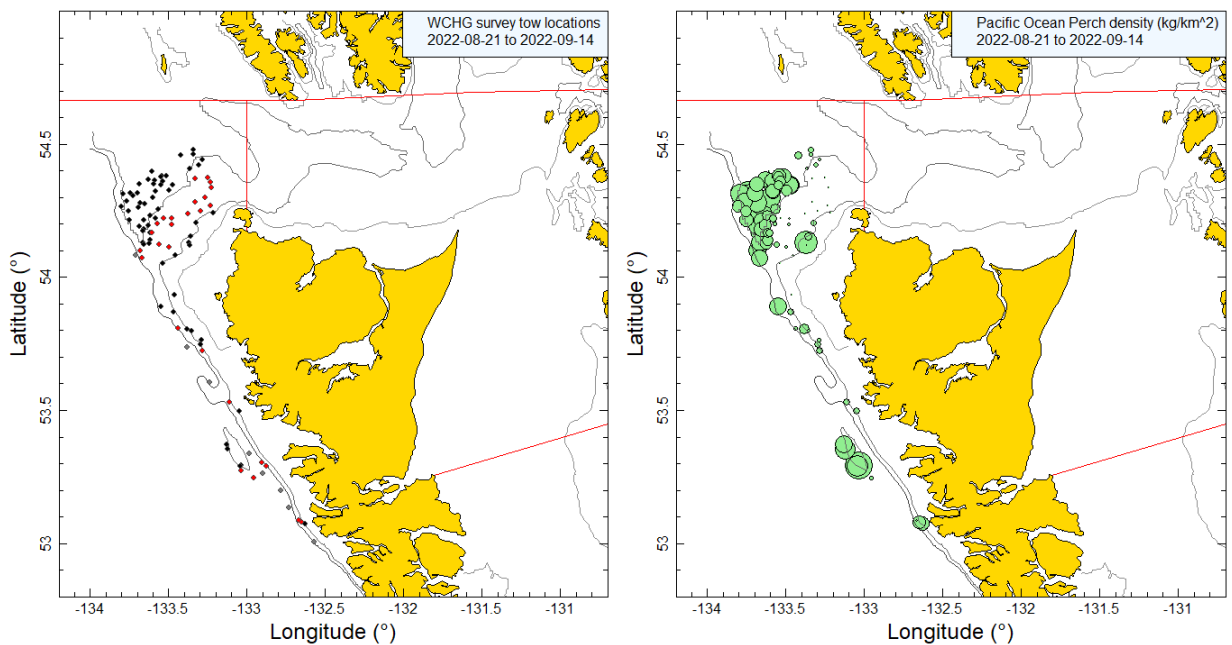 WCHG survey tow locations
2022-08-21 to 2022-09-14
54.5
54
53.5
53
Latitude (°)
-134
-133.5
-133
-132.5
-132
-131.5
-131
Longitude (°)
Pacific Ocean Perch density (kg/km^2)
2022-08-21 to 2022-09-14
54.5
54
53.5
53
Latitude (°)
-134
-133.5
-133
-132.5
-132
-131.5
-131
Longitude (°)